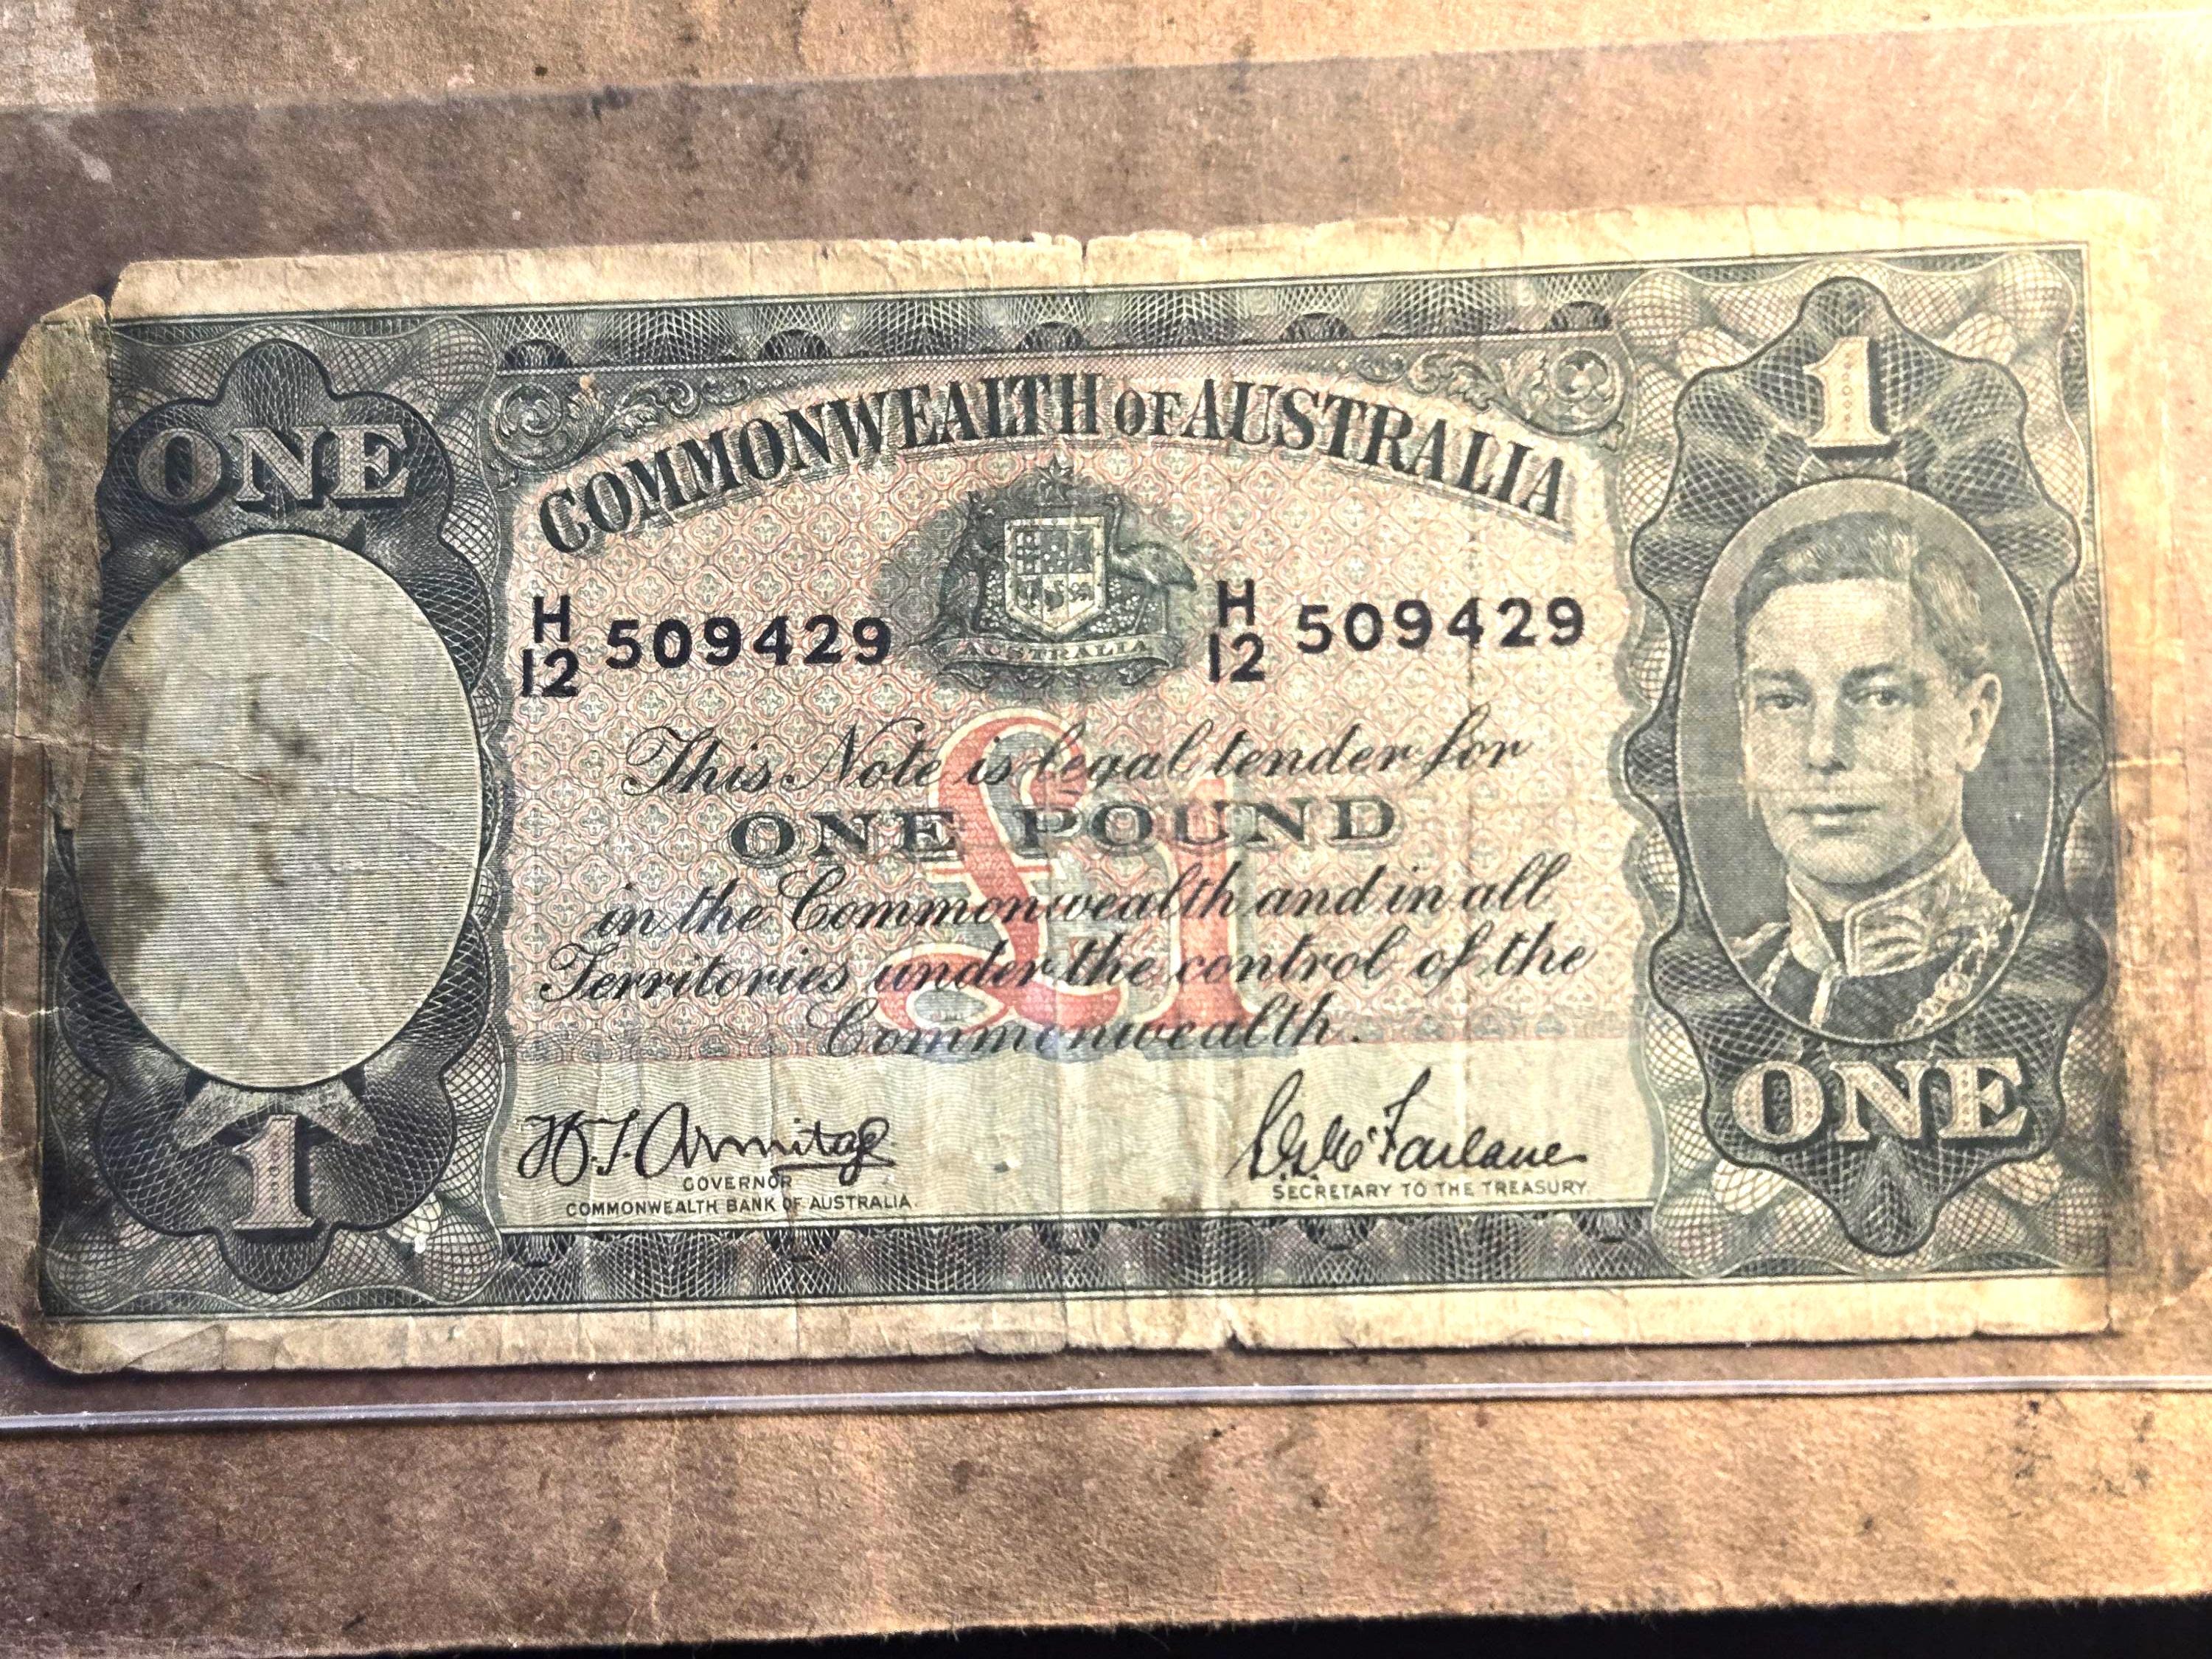 ONE
1
COMMONWEALTH OF AUSTRALIA
AUSTRALIA
H
12 509429
H
12 509429
This Note is legal tender for
ONE POUND
£1
in the Commonwealth and in all
Territories under the control of the
Commonwealth.
H.T. Armitage
GOVERNOR
COMMONWEALTH BANK OF AUSTRALIA.
S.G. McFarlane
SECRETARY TO THE TREASURY
1
ONE